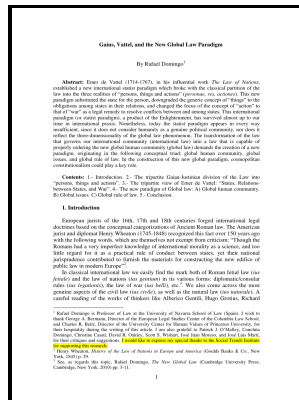 Gaius, Vattel, and the New Global Law Paradigm
By Rafael Domingo¹
Abstract: Emer de Vattel (1714-1767), in his influential work The Law of Nations,
established a new international statist paradigm which broke with the classical partition of the
law into the three realities of "persons, things and actions" (personae, res, actiones). This
new paradigm substituted the state for the person, downgraded the generic concept of "things" to the
obligations among states in their relations, and changed the focus of the concept of "action" to
that of "war" as a legal remedy to resolve conflicts between and among states. This international
paradigm (or statist paradigm), a product of the Enlightenment, has survived almost up to our
time in international praxis. Nonetheless, today the statist paradigm appears in every way
insufficient, since it does not consider humanity as a genuine political community, nor does it
reflect the three-dimensionality of the global law phenomenon. The transformation of the law
that governs our international community (international law) into a law that is capable of
properly ordering the new global human community (global law) demands the creation of a new
paradigm, originating in the following conceptual triad: global human community, global
issues, and global rule of law. In the construction of this new global paradigm, cosmopolitan
constitutionalism could play a key role.
Contents: 1.- Introduction. 2.- The tripartite Gaian-Justinian division of the Law into
"persons, things and actions". 3.- The tripartite view of Emer de Vattel: "States, Relations-
between-States, and War". 4.- The new paradigm of Global law: A) Global human community.
B) Global Issues. C) Global rule of law. 5.- Conclusion.
1. Introduction
European jurists of the 16th, 17th and 18th centuries forged international legal
doctrines based on the conceptual categorizations of Ancient Roman law. The American
jurist and diplomat Henry Wheaton (1745-1848) recognized this fact over 150 years ago
with the following words, which are themselves not exempt from criticism: "Though the
Romans had a very imperfect knowledge of international morality as a science, and too
little regard for it as a practical rule of conduct between states, yet their national
jurisprudence contributed to furnish the materials for constructing the new edifice of
public law in modern Europe"².
In classical international law we easily find the mark both of Roman fetial law (ius
fetiale) and the law of nations (ius gentium) in its various forms: diplomatic/consular
rules (ius legationis), the law of war (ius belli), etc.³ We also come across the most
genuine aspects of the civil law (ius civile), as well as the natural law (ius naturale). A
careful reading of the works of thinkers like Alberico Gentili, Hugo Grotius, Richard
¹ Rafael Domingo is Professor of Law at the University of Navarra School of Law (Spain). I wish to
thank George A. Bermann, Director of the European Legal Studies Center of the Columbia Law School,
and Charles R. Beitz, Director of the University Center for Human Values of Princeton University, for
their hospitality during the writing of this article. I am also grateful to Patrick J. O'Malley, Conchita
for their critiques and suggestions. I would like to express my special thanks to the Social Trends Institute
for supporting this research.
² Henry Wheaton, History of the Law of Nations in Europe and America (Goulds Banks & Co., New
York, 1845) p. 29.
³ See, as regards this topic, Rafael Domingo, The New Global Law (Cambridge University Press,
Cambridge, New York, 2010) pp. 3-11.
1